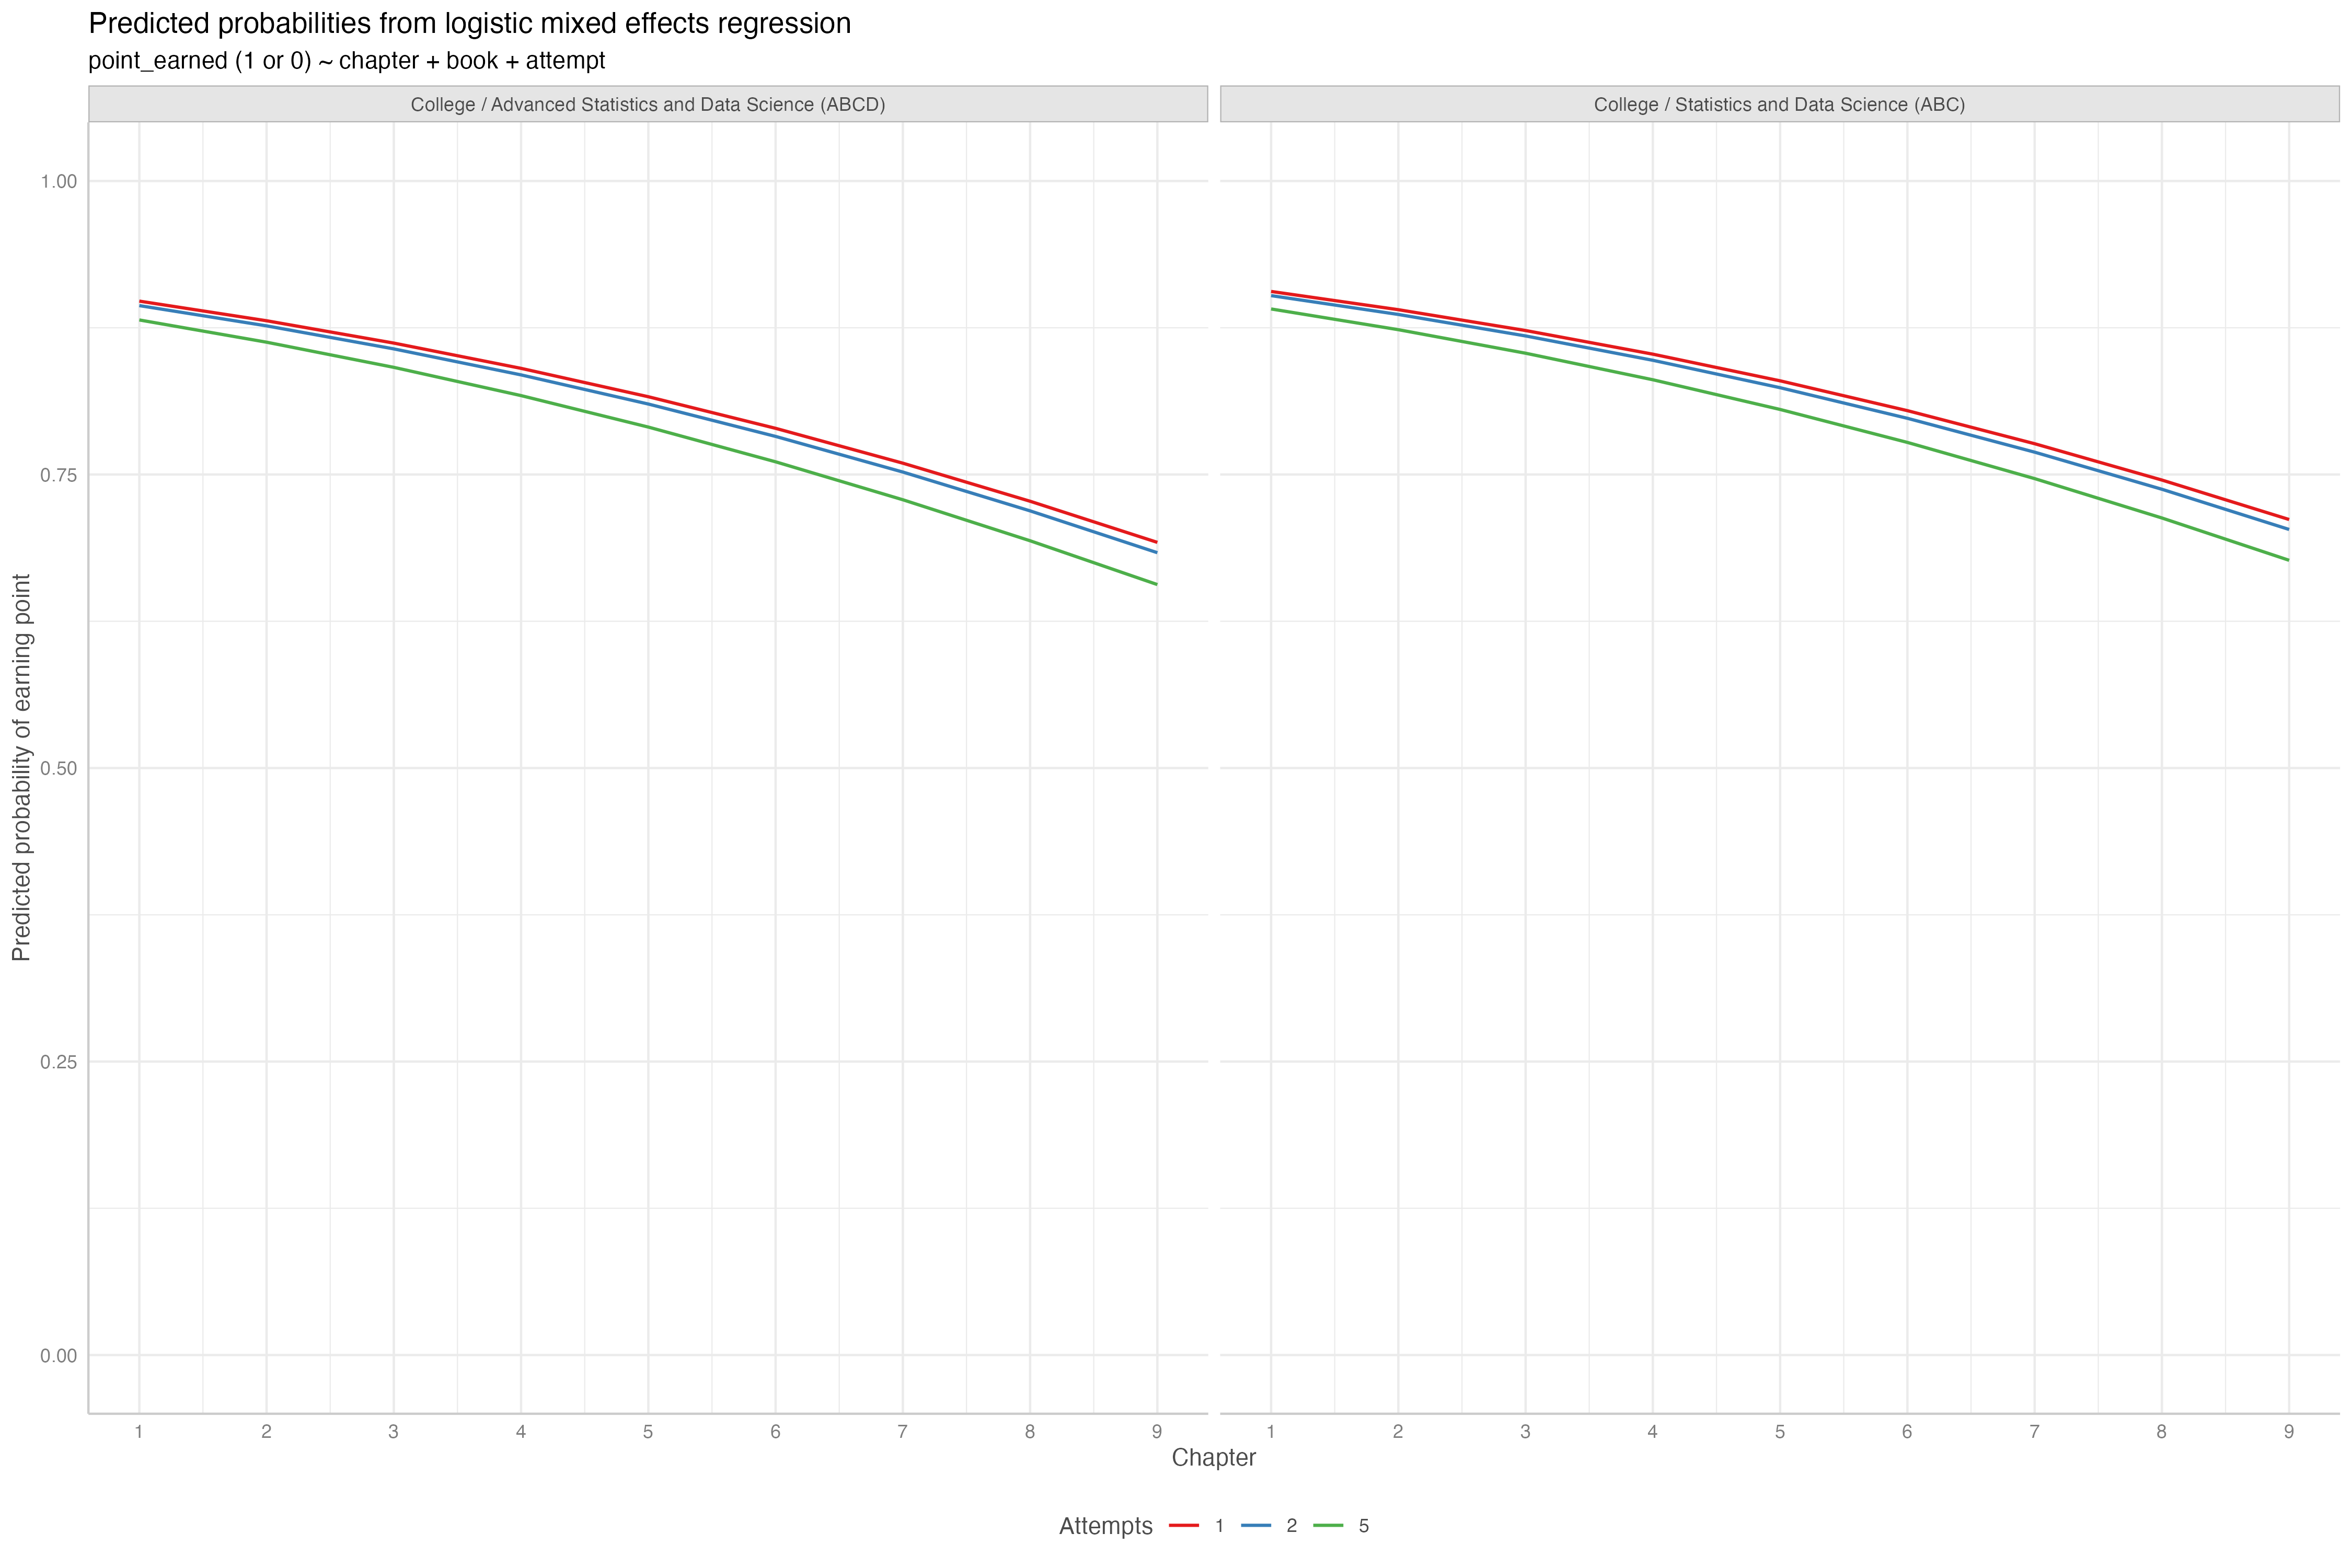 Predicted probabilities from logistic mixed effects regression
point_earned (1 or 0) ~ chapter + book + attempt
College / Advanced Statistics and Data Science (ABCD)
College / Statistics and Data Science (ABC)
Predicted probability of earning point
1.00
0.75
0.50
0.25
0.00
1 2 3 4 5 6 7 8 9
1 2 3 4 5 6 7 8 9
Chapter
Attempts 1 2 5